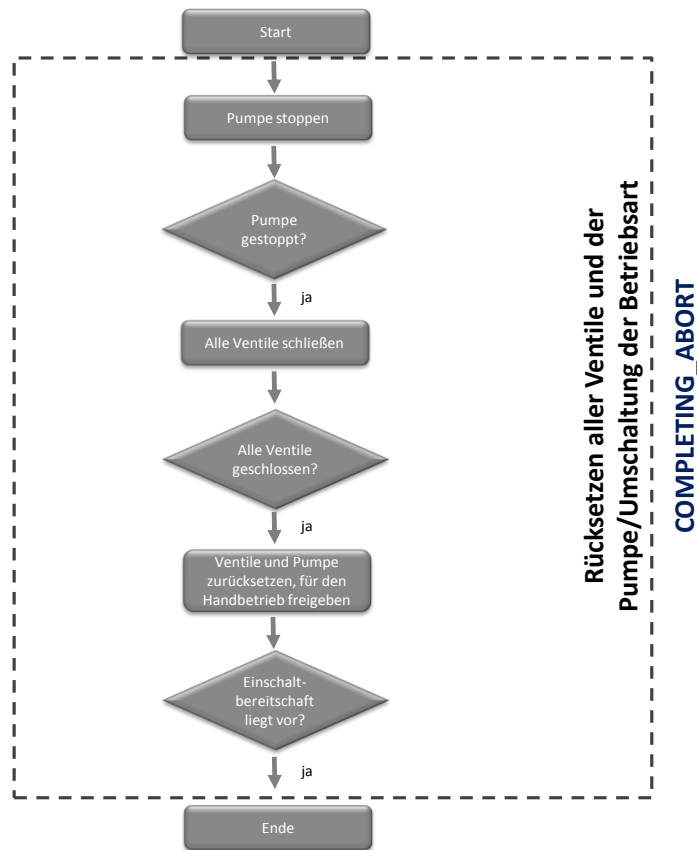 Start
Pumpe stoppen
Pumpe
gestoppt?
ja
Alle Ventile schließen
Alle Ventile
geschlossen?
ja
Ventile und Pumpe
zurücksetzen, für den
Handbetrieb freigeben
Einschalt-
bereitschaft
liegt vor?
ja
Ende
Rücksetzen aller Ventile und der
Pumpe/Umschaltung der Betriebsart
COMPLETING_ABORT